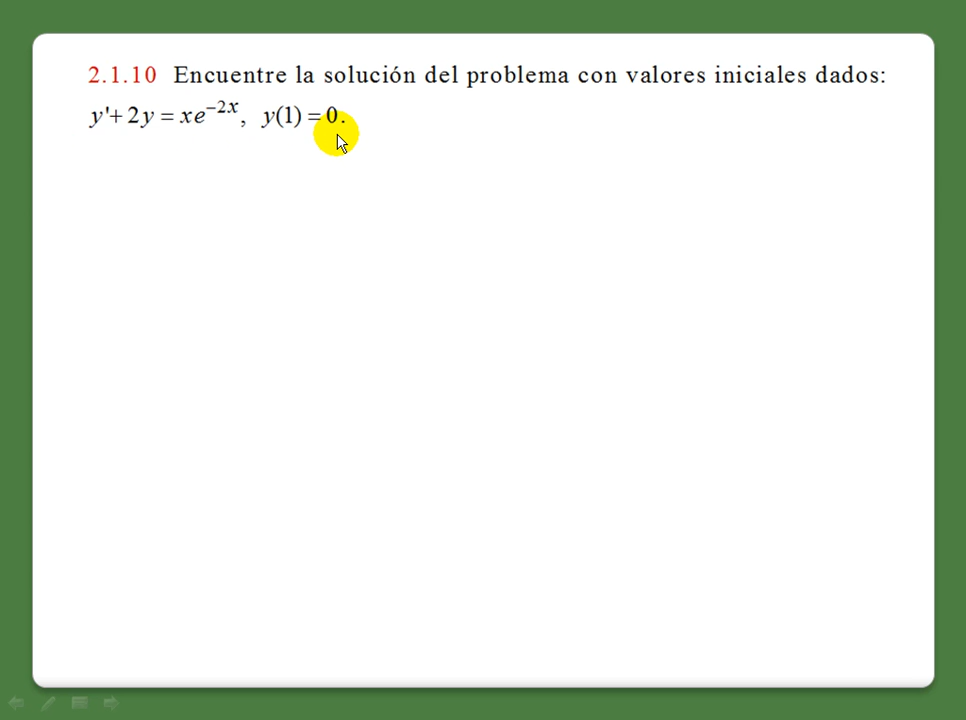 2.1.10 Encuentre la solución del problema con valores iniciales dados:
y'+ 2y = xe^{-2x}, y(1) = 0.